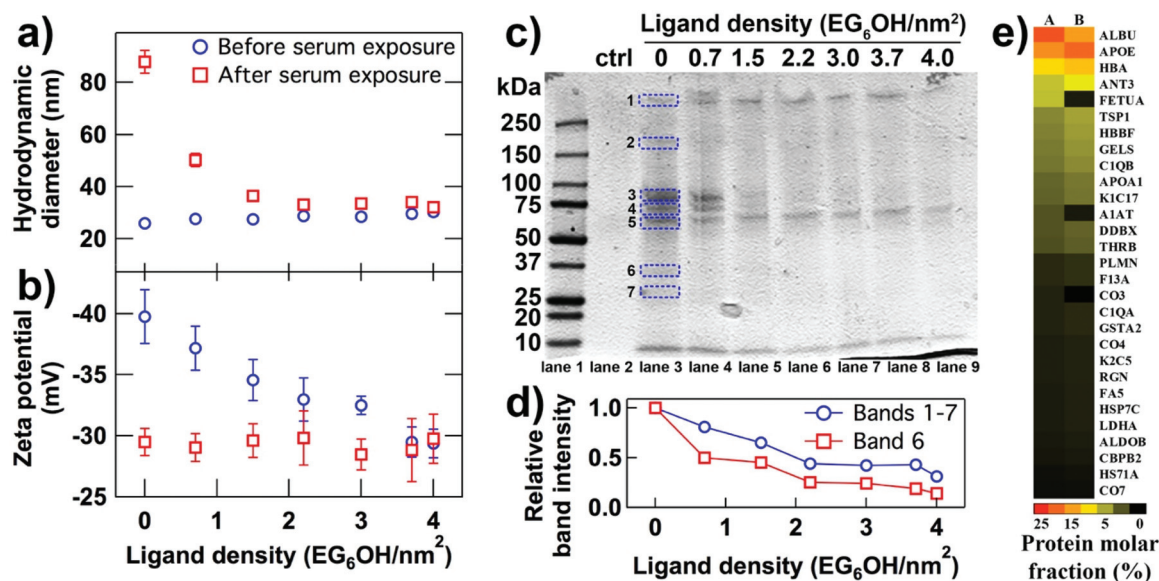 a)
Before serum exposure
After serum exposure
Hydrodynamic
diameter (nm)
80
60
40
20
b)
Zeta potential
(mV)
-40
-35
-30
-25
0 1 2 3 4
Ligand density (EG₆OH/nm²)
c)
Ligand density (EG₆OH/nm²)
ctrl 0 0.7 1.5 2.2 3.0 3.7 4.0
kDa
250
150
100
75
50
37
25
20
10
1
2
3
4
5
6
7
lane 1 lane 2 lane 3 lane 4 lane 5 lane 6 lane 7 lane 8 lane 9
d)
Relative
band intensity
1.0
0.5
0.0
Bands 1-7
Band 6
0 1 2 3 4
Ligand density (EG₆OH/nm²)
e)
A B
ALBU
APOE
HBA
ANT3
FETUA
TSP1
HBBF
GELS
C1QB
APOA1
K1C17
A1AT
DDBX
THRB
PLMN
F13A
CO3
C1QA
GSTA2
CO4
K2C5
RGN
FA5
HSP7C
LDHA
ALDOB
CBPB2
HS71A
CO7
25 15 5 0
Protein molar
fraction (%)